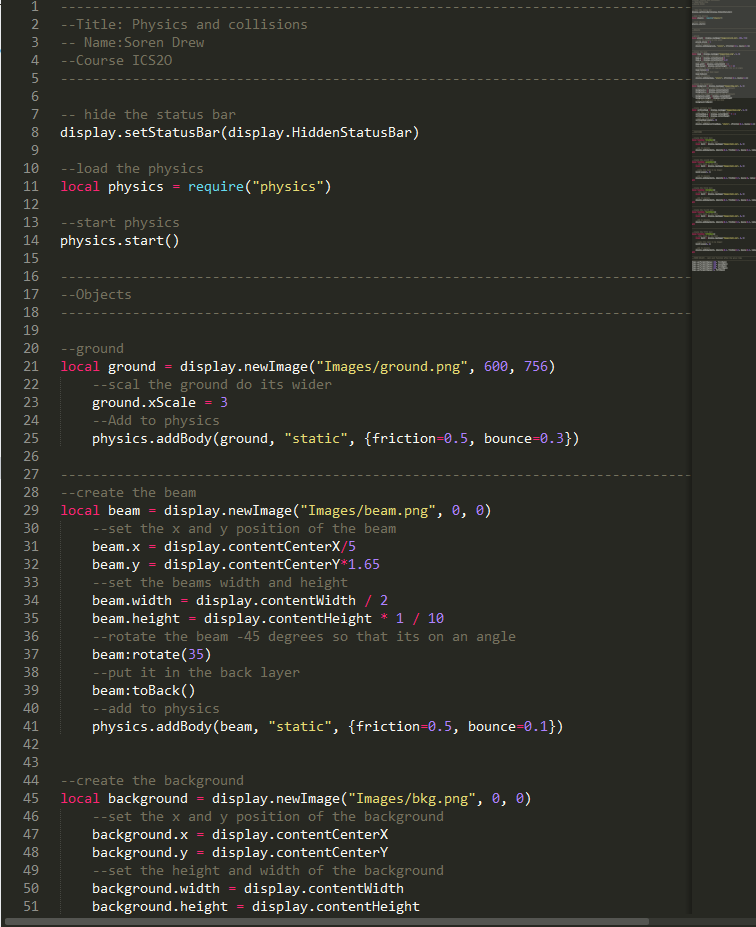 1 ------------------------------------------------------------------------------
2 --Title: Physics and collisions
3 -- Name:Soren Drew
4 --Course ICS2O
5 ------------------------------------------------------------------------------
6
7 -- hide the status bar
8 display.setStatusBar(display.HiddenStatusBar)
9
10 --load the physics
11 local physics = require("physics")
12
13 --start physics
14 physics.start()
15
16 ------------------------------------------------------------------------------
17 --Objects
18 ------------------------------------------------------------------------------
19
20 --ground
21 local ground = display.newImage("Images/ground.png", 600, 756)
22 --scal the ground do its wider
23 ground.xScale = 3
24 --Add to physics
25 physics.addBody(ground, "static", {friction=0.5, bounce=0.3})
26
27 ------------------------------------------------------------------------------
28 --create the beam
29 local beam = display.newImage("Images/beam.png", 0, 0)
30 --set the x and y position of the beam
31 beam.x = display.contentCenterX/5
32 beam.y = display.contentCenterY*1.65
33 --set the beams width and height
34 beam.width = display.contentWidth / 2
35 beam.height = display.contentHeight * 1 / 10
36 --rotate the beam -45 degrees so that its on an angle
37 beam:rotate(35)
38 --put it in the back layer
39 beam:toBack()
40 --add to physics
41 physics.addBody(beam, "static", {friction=0.5, bounce=0.1})
42
43
44 --create the background
45 local background = display.newImage("Images/bkg.png", 0, 0)
46 --set the x and y position of the background
47 background.x = display.contentCenterX
48 background.y = display.contentCenterY
49 --set the height and width of the background
50 background.width = display.contentWidth
51 background.height = display.contentHeight